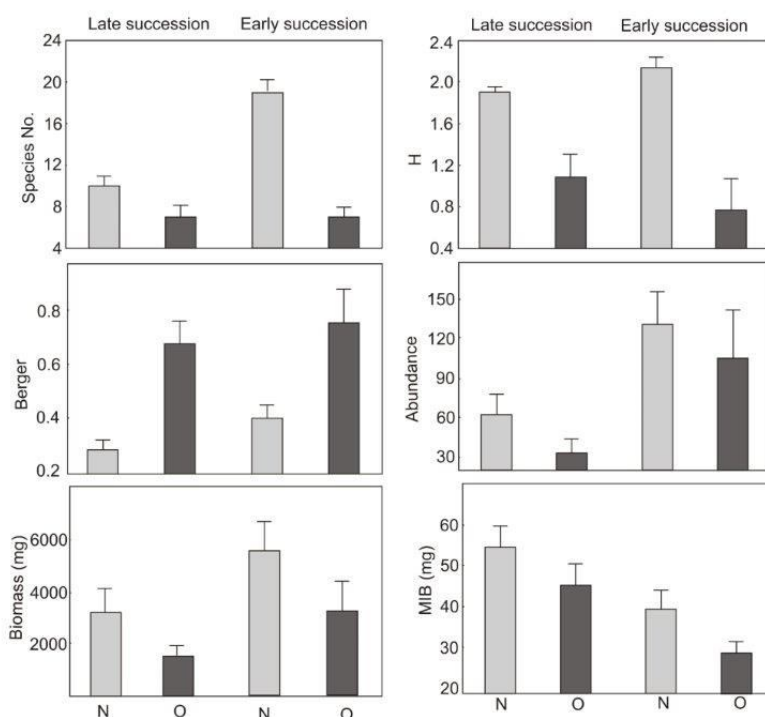 Late succession Early succession
24
20
16
12
8
4
Species No.
Late succession Early succession
2.4
2.0
1.6
1.2
0.8
0.4
H
0.8
0.6
0.4
0.2
Berger
150
120
90
60
30
Abundance
6000
4000
2000
Biomass (mg)
N O N O
60
50
40
30
20
MIB (mg)
N O N O